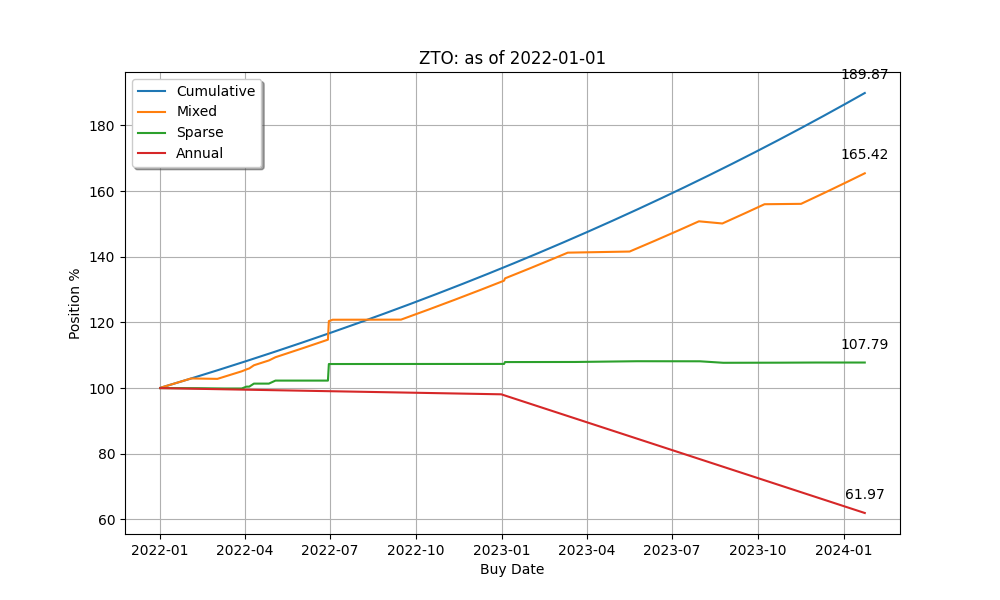 ZTO: as of 2022-01-01
189.87
Cumulative
Mixed
Sparse
Annual
165.42
107.79
61.97
Position %
180
160
140
120
100
80
60
2022-01 2022-04 2022-07 2022-10 2023-01 2023-04 2023-07 2023-10 2024-01
Buy Date